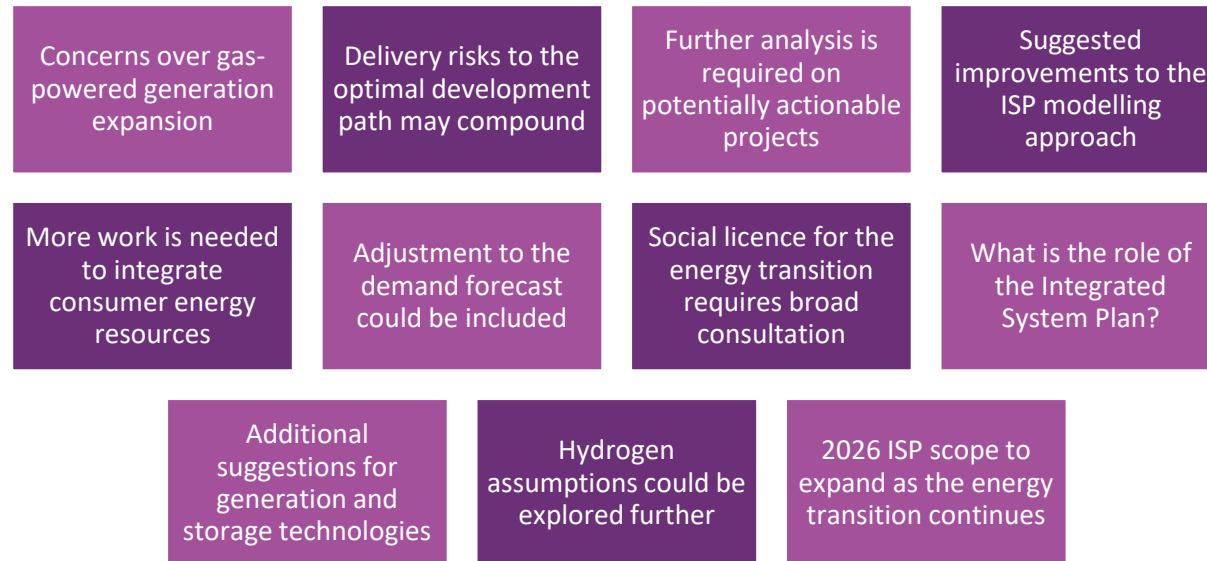 Concerns over gas-
powered generation
expansion
Delivery risks to the
optimal development
path may compound
Further analysis is
required on
potentially actionable
projects
Suggested
improvements to the
ISP modelling
approach
More work is needed
to integrate
consumer energy
resources
Adjustment to the
demand forecast
could be included
Social licence for the
energy transition
requires broad
consultation
What is the role of
the Integrated
System Plan?
Additional
suggestions for
generation and
storage technologies
Hydrogen
assumptions could be
explored further
2026 ISP scope to
expand as the energy
transition continues